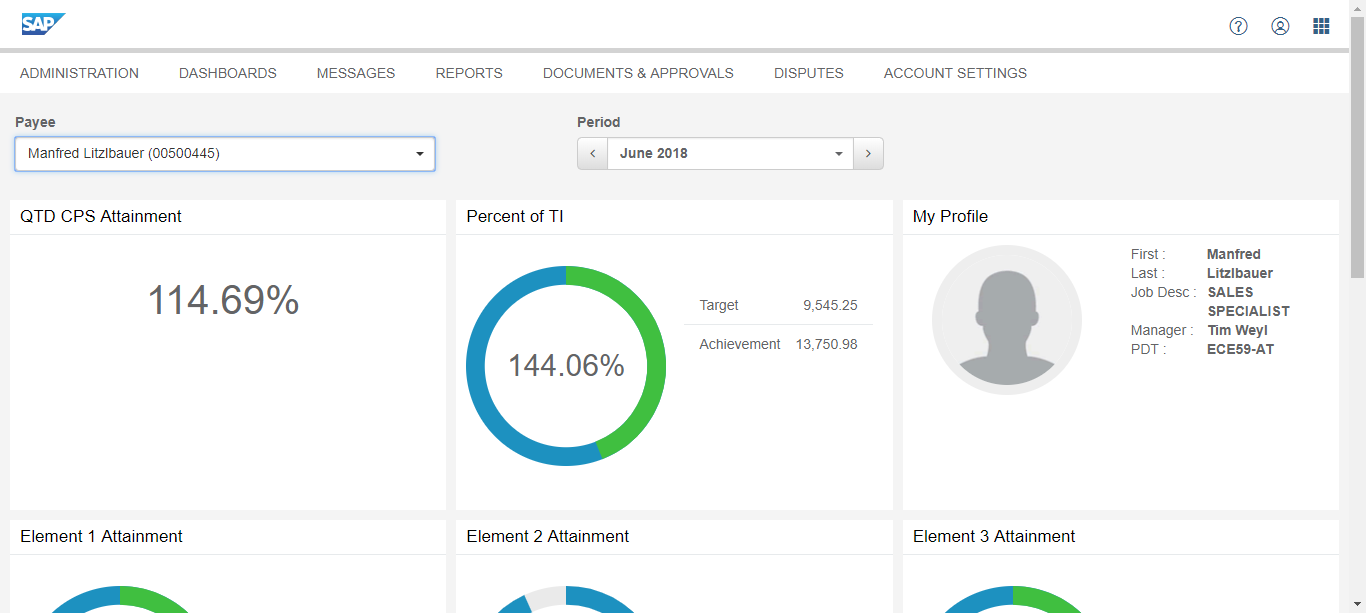 SAP
ADMINISTRATION DASHBOARDS MESSAGES REPORTS DOCUMENTS & APPROVALS DISPUTES ACCOUNT SETTINGS
Payee
Manfred Litzlbauer (00500445)
Period
June 2018
QTD CPS Attainment
114.69%
Percent of TI
144.06%
Target 9,545.25
Achievement 13,750.98
My Profile
First : Manfred
Last : Litzlbauer
Job Desc : SALES
SPECIALIST
Manager : Tim Weyl
PDT : ECE59-AT
Element 1 Attainment
Element 2 Attainment
Element 3 Attainment